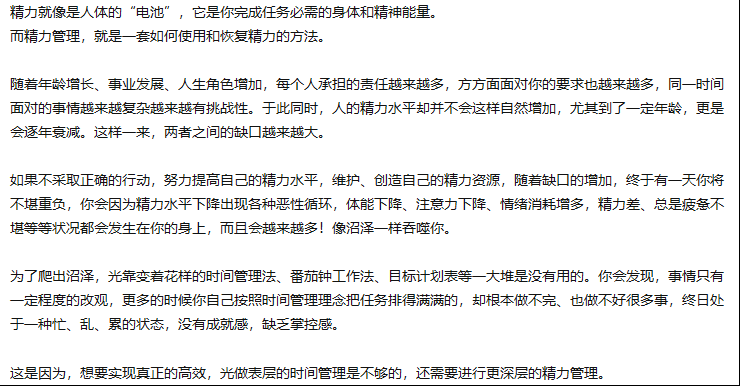 精力就像是人体的“电池”，它是你完成任务必需的身体和精神能量。
而精力管理，就是一套如何使用和恢复精力的方法。
随着年龄增长、事业发展、人生角色增加，每个人承担的责任越来越多，方方面面对你的要求也越来越多，同一时间
面对的事情越来越复杂越来越有挑战性。于此同时，人的精力水平却并不会这样自然增加，尤其到了一定年龄，更是
会逐年衰减。这样一来，两者之间的缺口越来越大。
如果不采取正确的行动，努力提高自己的精力水平，维护、创造自己的精力资源，随着缺口的增加，终于有一天你将
不堪重负，你会因为精力水平下降出现各种恶性循环，体能下降、注意力下降、情绪消耗增多，精力差、总是疲惫不
堪等等状况都会发生在你的身上，而且会越来越多！像沼泽一样吞噬你。
为了爬出沼泽，光靠变着花样的时间管理法、番茄钟工作法、目标计划表等一大堆是没有用的。你会发现，事情只有
一定程度的改观，更多的时候你自己按照时间管理理念把任务排得满满的，却根本做不完、也做不好很多事，终日处
于一种忙、乱、累的状态，没有成就感，缺乏掌控感。
这是因为，想要实现真正的高效，光做表层的时间管理是不够的，还需要进行更深层的精力管理。